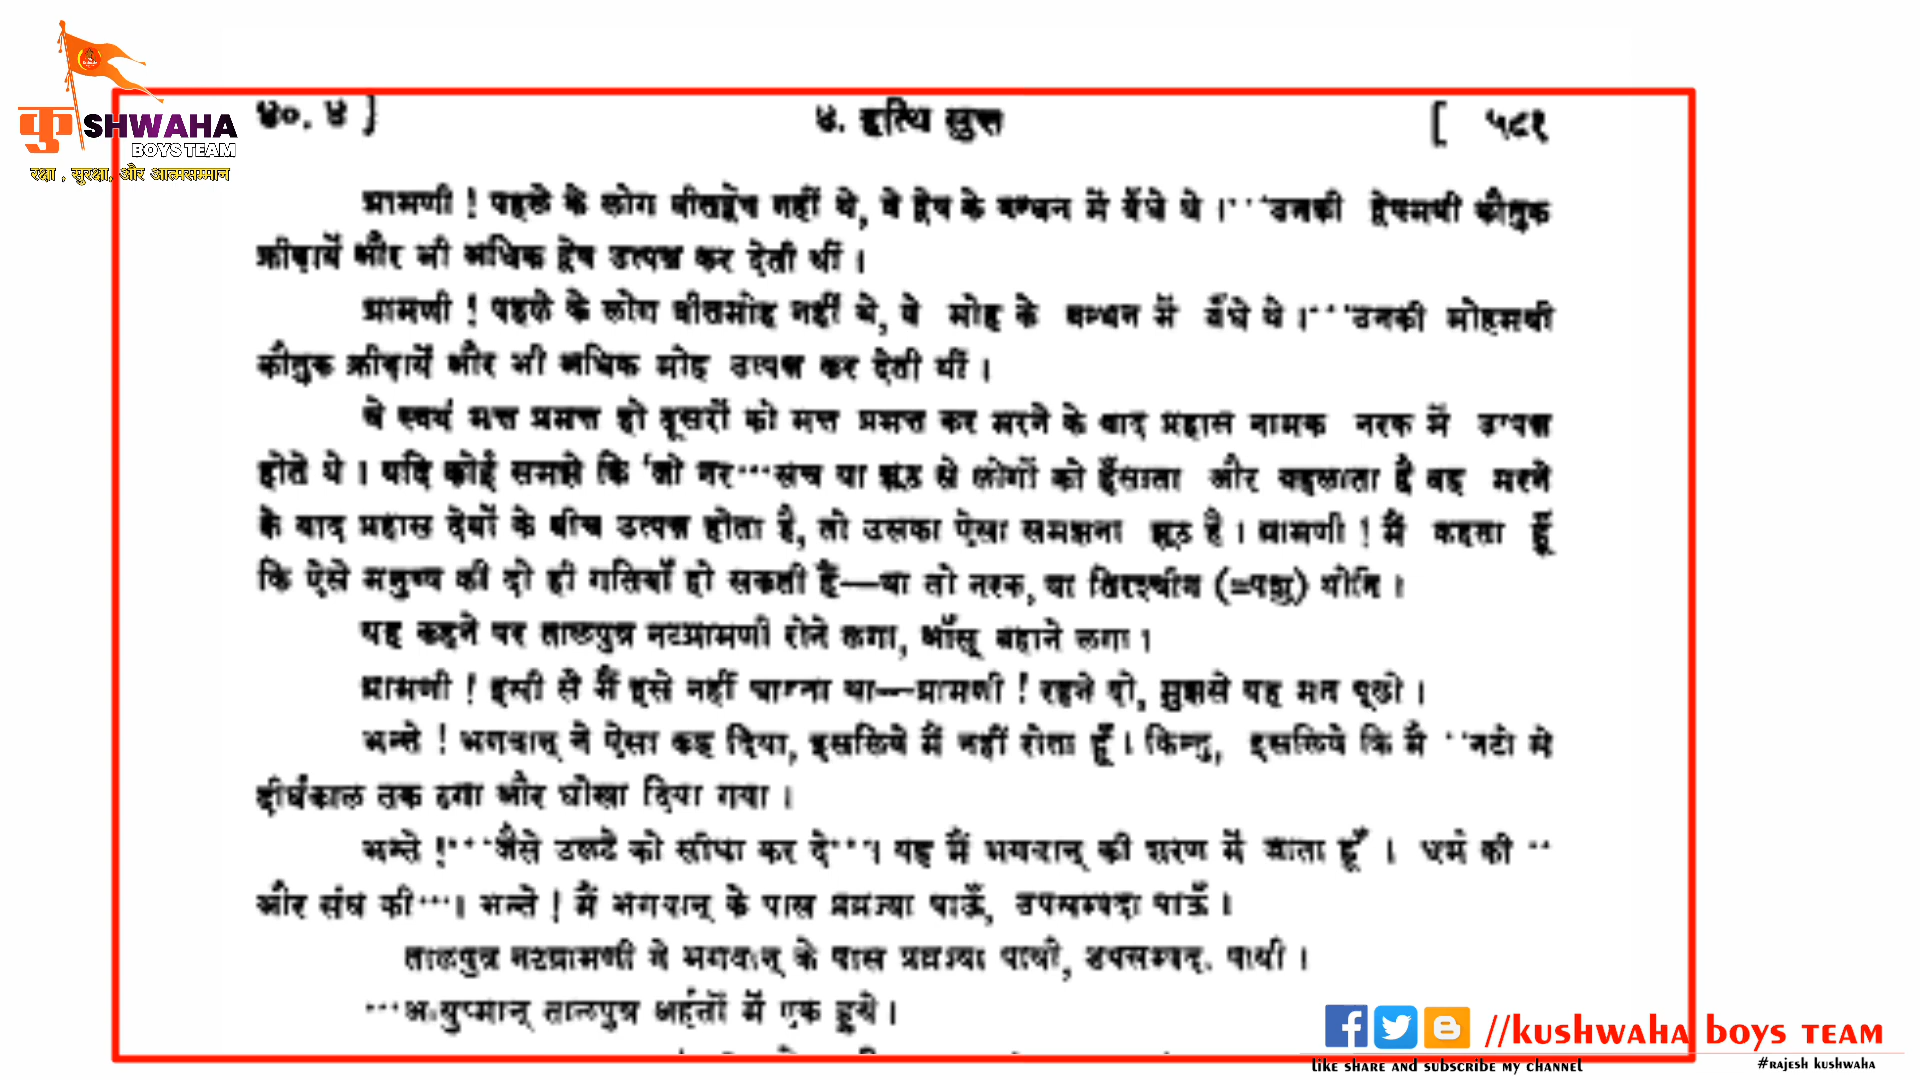 कुSHWAHA
BOYS TEAM
रक्षा , सुरक्षा, और आत्मसम्मान
४०. ४ ]
४. हत्थि सुत्त
[ ५८१
ग्रामणी ! पहले के लोग वीतद्वेष नहीं थे, वे द्वेष के बन्धन में बँधे थे ।···उनकी द्वेषमयी कौतुक
क्रीड़ायें और भी अधिक द्वेष उत्पन्न कर देती थीं ।
ग्रामणी ! पहले के लोग वीतमोह नहीं थे, वे मोह के बन्धन में बँधे थे ।···उनकी मोहमयी
कौतुक क्रीड़ायें और भी अधिक मोह उत्पन्न कर देती थीं ।
वे स्वयं मत्त प्रमत्त हो दूसरों को मत्त प्रमत्त कर मरने के बाद प्रहास नामक नरक में उत्पन्न
होते थे । यदि कोई समझे कि 'जो नट···सच या झूठ से लोगों को हँसाता और बहलाता है वह मरने
के बाद प्रहास देवों के बीच उत्पन्न होता है, तो उसका ऐसा समझना झूठ है । ग्रामणी ! मैं कहता हूँ
कि ऐसे मनुष्य की दो ही गतियाँ हो सकती हैं—या तो नरक, या तिरश्चीन (=पशु) योनि ।
यह कहने पर तालपुत्र नटग्रामणी रोने लगा, आँसू बहाने लगा ।
ग्रामणी ! इसी से मैं इसे नहीं चाहता था—ग्रामणी ! रहने दो, मुझसे यह मत पूछो ।
भन्ते ! भगवान् ने ऐसा कह दिया, इसलिये मैं नहीं रोता हूँ । किन्तु, इसलिये कि मैं ···नटों से
दीर्घकाल तक ठगा और धोखा दिया गया ।
भन्ते !···जैसे उलटे को सीधा कर दे···। यह मैं भगवान् की शरण में जाता हूँ । धर्म की ··
और संघ की···। भन्ते ! मैं भगवान् के पास प्रव्रज्या पाऊँ, उपसम्पदा पाऊँ ।
तालपुत्र नटग्रामणी ने भगवान् के पास प्रव्रज्या पायी, उपसम्पदा पायी ।
···आयुष्मान् तालपुत्र अर्हतों में एक हुये ।
//kushwaha boys team
like share and subscribe my channel
#rajesh kushwaha